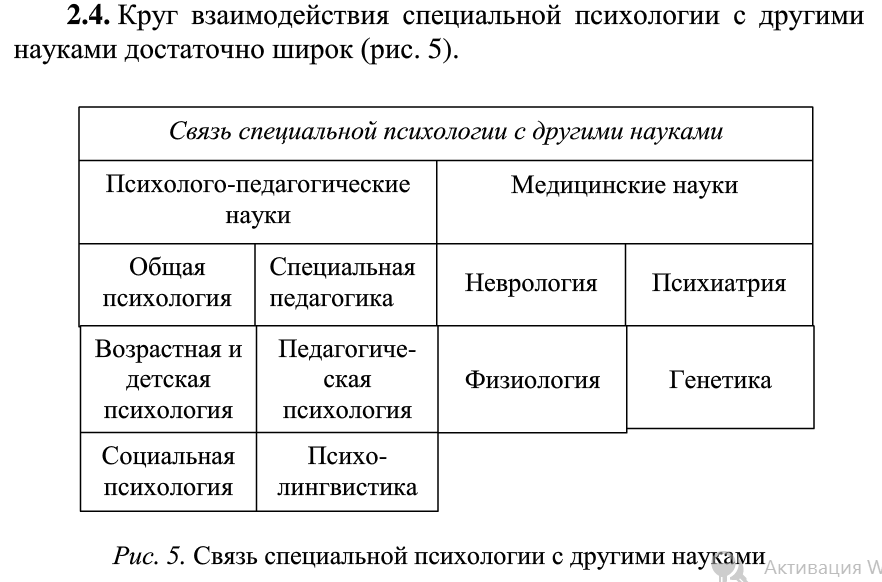 2.4. Круг взаимодействия специальной психологии с другими
науками достаточно широк (рис. 5).
Связь специальной психологии с другими науками
Психолого-педагогические
науки
Медицинские науки
Общая
психология
Специальная
педагогика
Неврология
Психиатрия
Возрастная и
детская
психология
Педагогиче-
ская
психология
Физиология
Генетика
Социальная
психология
Психо-
лингвистика
Рис. 5. Связь специальной психологии с другими науками
Активация W